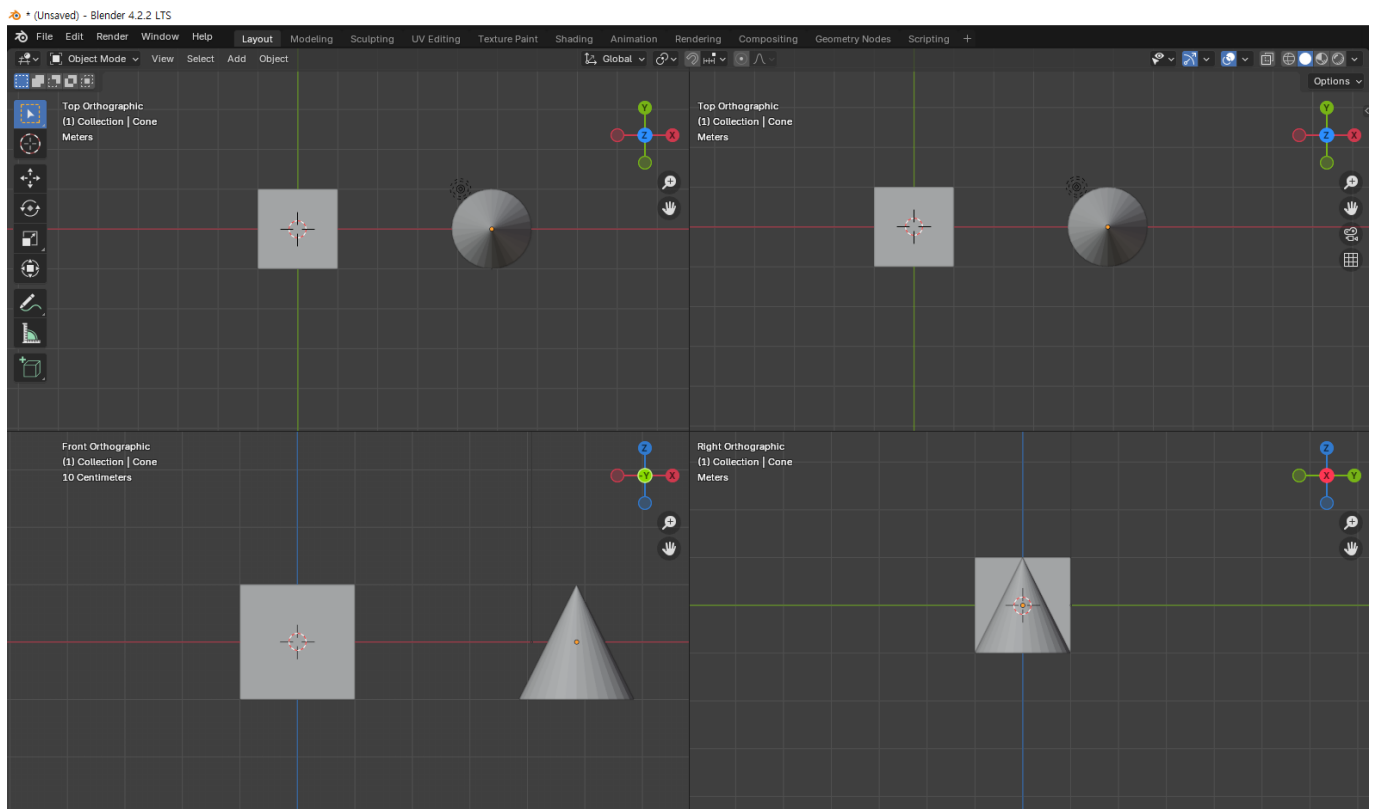 * (Unsaved) - Blender 4.2.2 LTS
File Edit Render Window Help Layout Modeling Sculpting UV Editing Texture Paint Shading Animation Rendering Compositing Geometry Nodes Scripting +
Object Mode View Select Add Object Global
Options
Top Orthographic
(1) Collection | Cone
Meters
Y
Z
X
Top Orthographic
(1) Collection | Cone
Meters
Y
Z
X
Front Orthographic
(1) Collection | Cone
10 Centimeters
Z
-Y
X
Right Orthographic
(1) Collection | Cone
Meters
Z
X
Y